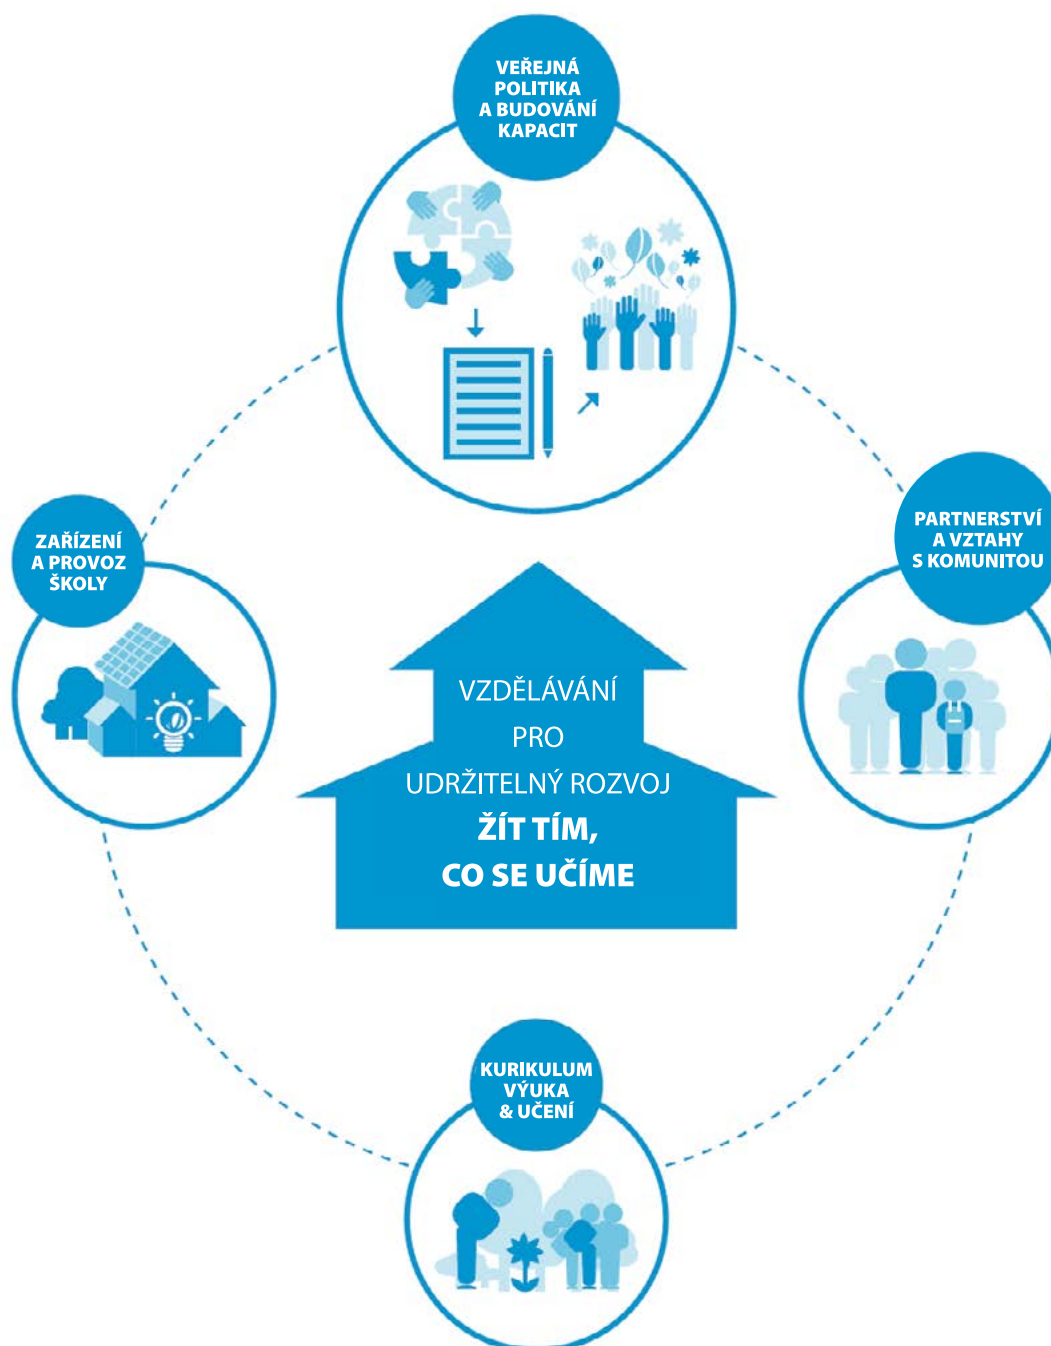 VEŘEJNÁ
POLITIKA
A BUDOVÁNÍ
KAPACIT
ZAŘÍZENÍ
A PROVOZ
ŠKOLY
PARTNERSTVÍ
A VZTAHY
S KOMUNITOU
VZDĚLÁVÁNÍ
PRO
UDRŽITELNÝ ROZVOJ
ŽÍT TÍM,
CO SE UČÍME
KURIKULUM
VÝUKA
& UČENÍ